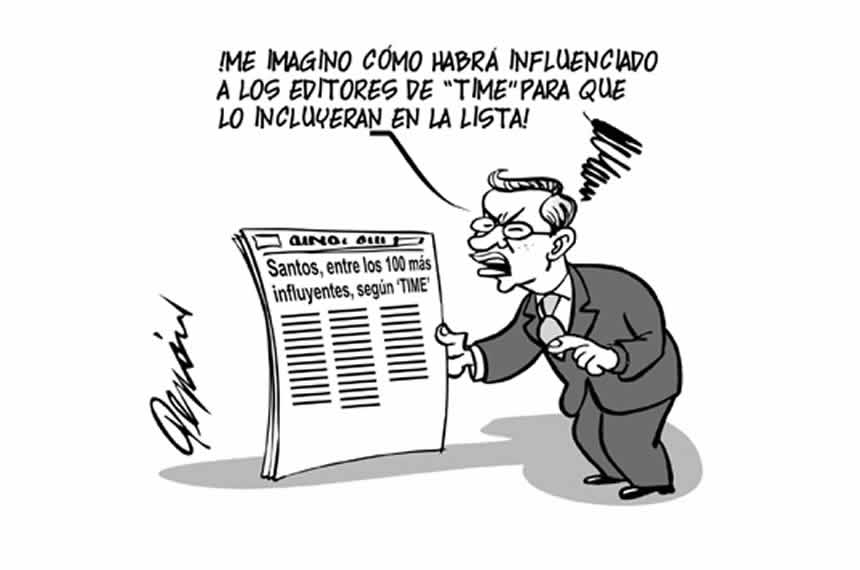 !ME IMAGINO CÓMO HABRÁ INFLUENCIADO
A LOS EDITORES DE "TIME" PARA QUE
LO INCLUYERAN EN LA LISTA!
Santos, entre los 100 más
influyentes, según 'TIME'